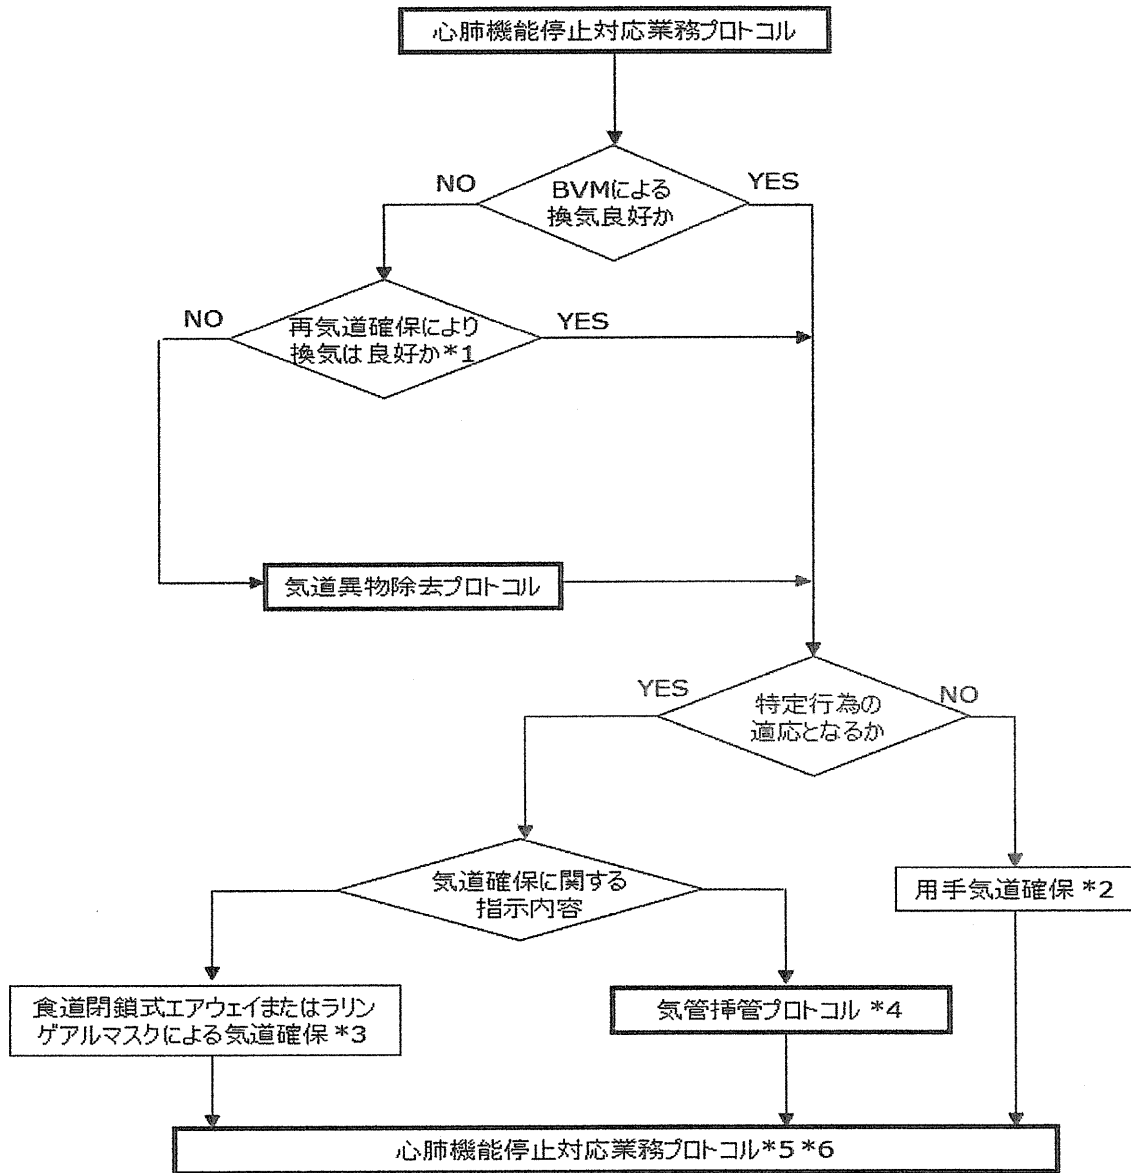 心肺機能停止対応業務プロトコル
NO
YES
BVMによる
換気良好か
NO
YES
再気道確保により
換気は良好か*1
気道異物除去プロトコル
YES
NO
特定行為の
適応となるか
気道確保に関する
指示内容
用手気道確保 *2
食道閉鎖式エアウェイまたはラリン
ゲアルマスクによる気道確保 *3
気管挿管プロトコル *4
心肺機能停止対応業務プロトコル*5 *6